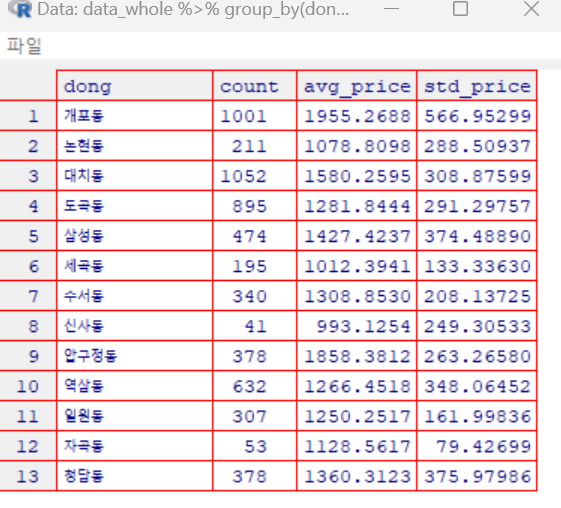 Data: data_whole %>% group_by(don...
파일
dong count avg_price std_price
1 개포동 1001 1955.2688 566.95299
2 논현동 211 1078.8098 288.50937
3 대치동 1052 1580.2595 308.87599
4 도곡동 895 1281.8444 291.29757
5 삼성동 474 1427.4237 374.48890
6 세곡동 195 1012.3941 133.33630
7 수서동 340 1308.8530 208.13725
8 신사동 41 993.1254 249.30533
9 압구정동 378 1858.3812 263.26580
10 역삼동 632 1266.4518 348.06452
11 일원동 307 1250.2517 161.99836
12 자곡동 53 1128.5617 79.42699
13 청담동 378 1360.3123 375.97986